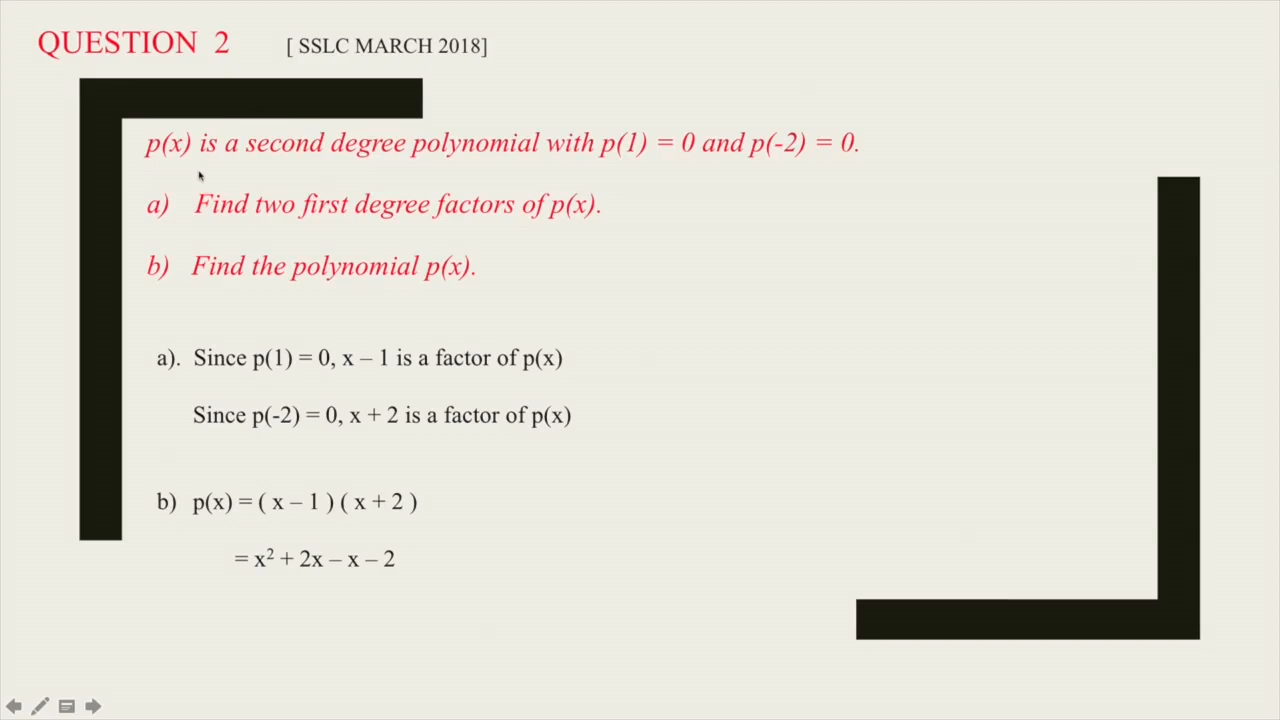 QUESTION 2 [ SSLC MARCH 2018]
p(x) is a second degree polynomial with p(1) = 0 and p(-2) = 0.
a) Find two first degree factors of p(x).
b) Find the polynomial p(x).
a). Since p(1) = 0, x – 1 is a factor of p(x)
Since p(-2) = 0, x + 2 is a factor of p(x)
b) p(x) = ( x – 1 ) ( x + 2 )
= x² + 2x – x – 2